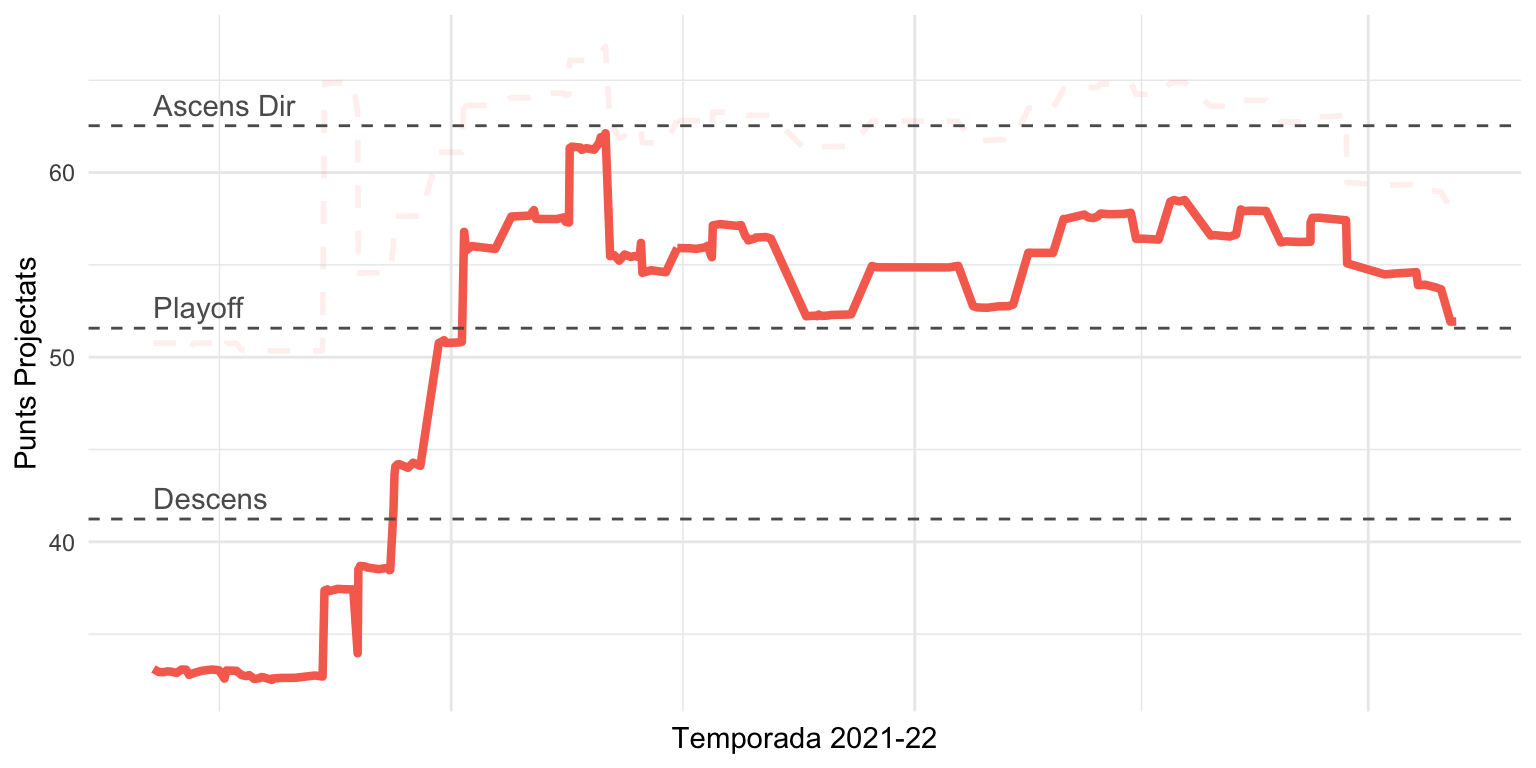 Ascens Dir
60
Playoff
50
Descens
40
Punts Projectats
Temporada 2021-22